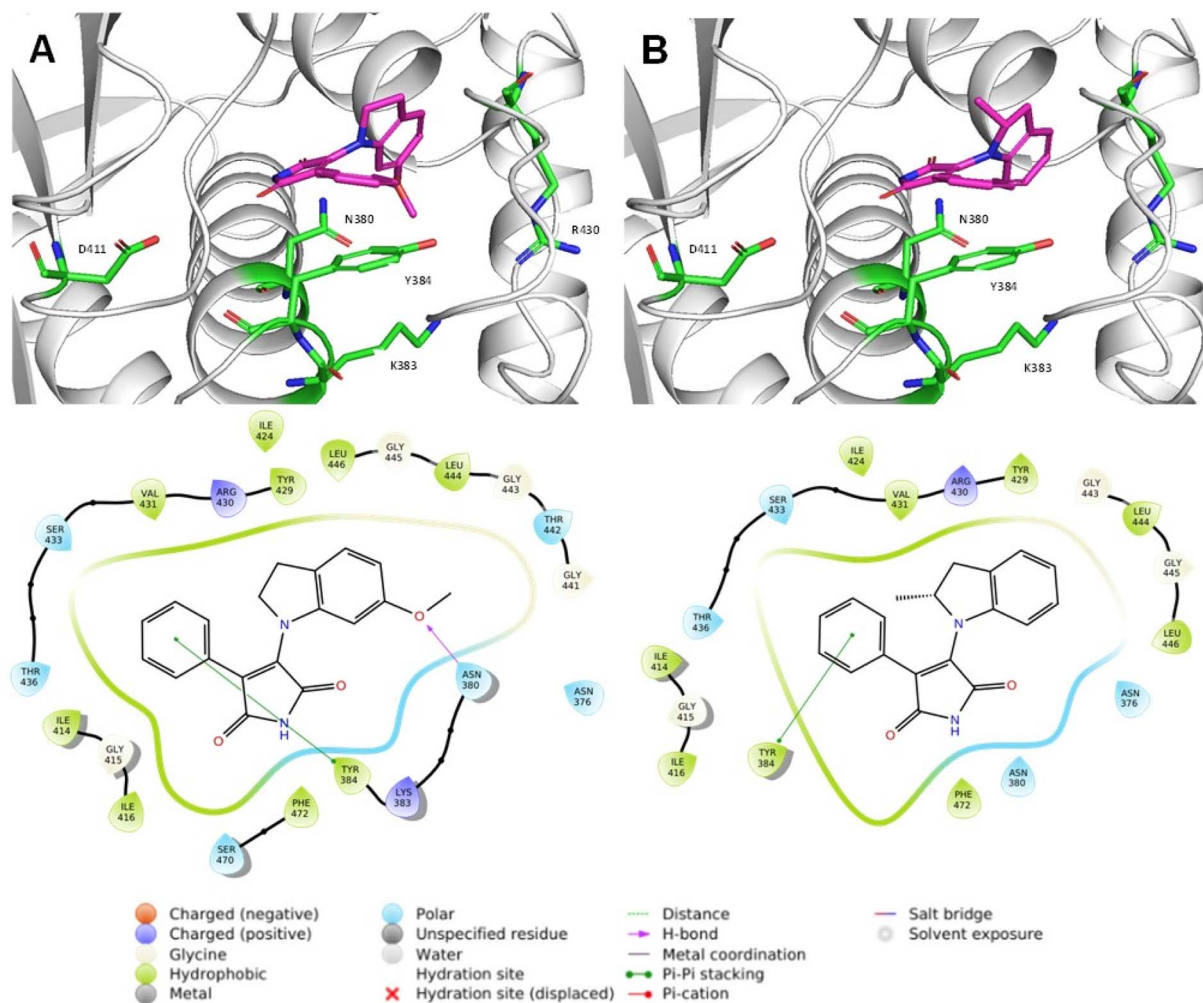 A
N380
D411
R430
Y384
K383
B
N380
D411
Y384
K383
ILE
424
LEU
446
GLY
445
LEU
444
GLY
443
THR
442
GLY
441
TYR
429
ARG
430
VAL
431
SER
433
THR
436
ILE
414
GLY
415
ILE
416
SER
470
PHE
472
TYR
384
LYS
383
ASN
380
ASN
376
N
O
O
O
N
H
ILE
424
TYR
429
ARG
430
VAL
431
SER
433
GLY
443
LEU
444
GLY
445
LEU
446
THR
436
ILE
414
GLY
415
ILE
416
TYR
384
PHE
472
ASN
380
ASN
376
N
O
O
N
H
Charged (negative)
Charged (positive)
Glycine
Hydrophobic
Metal
Polar
Unspecified residue
Water
Hydration site
Hydration site (displaced)
Distance
H-bond
Metal coordination
Pi-Pi stacking
Pi-cation
Salt bridge
Solvent exposure